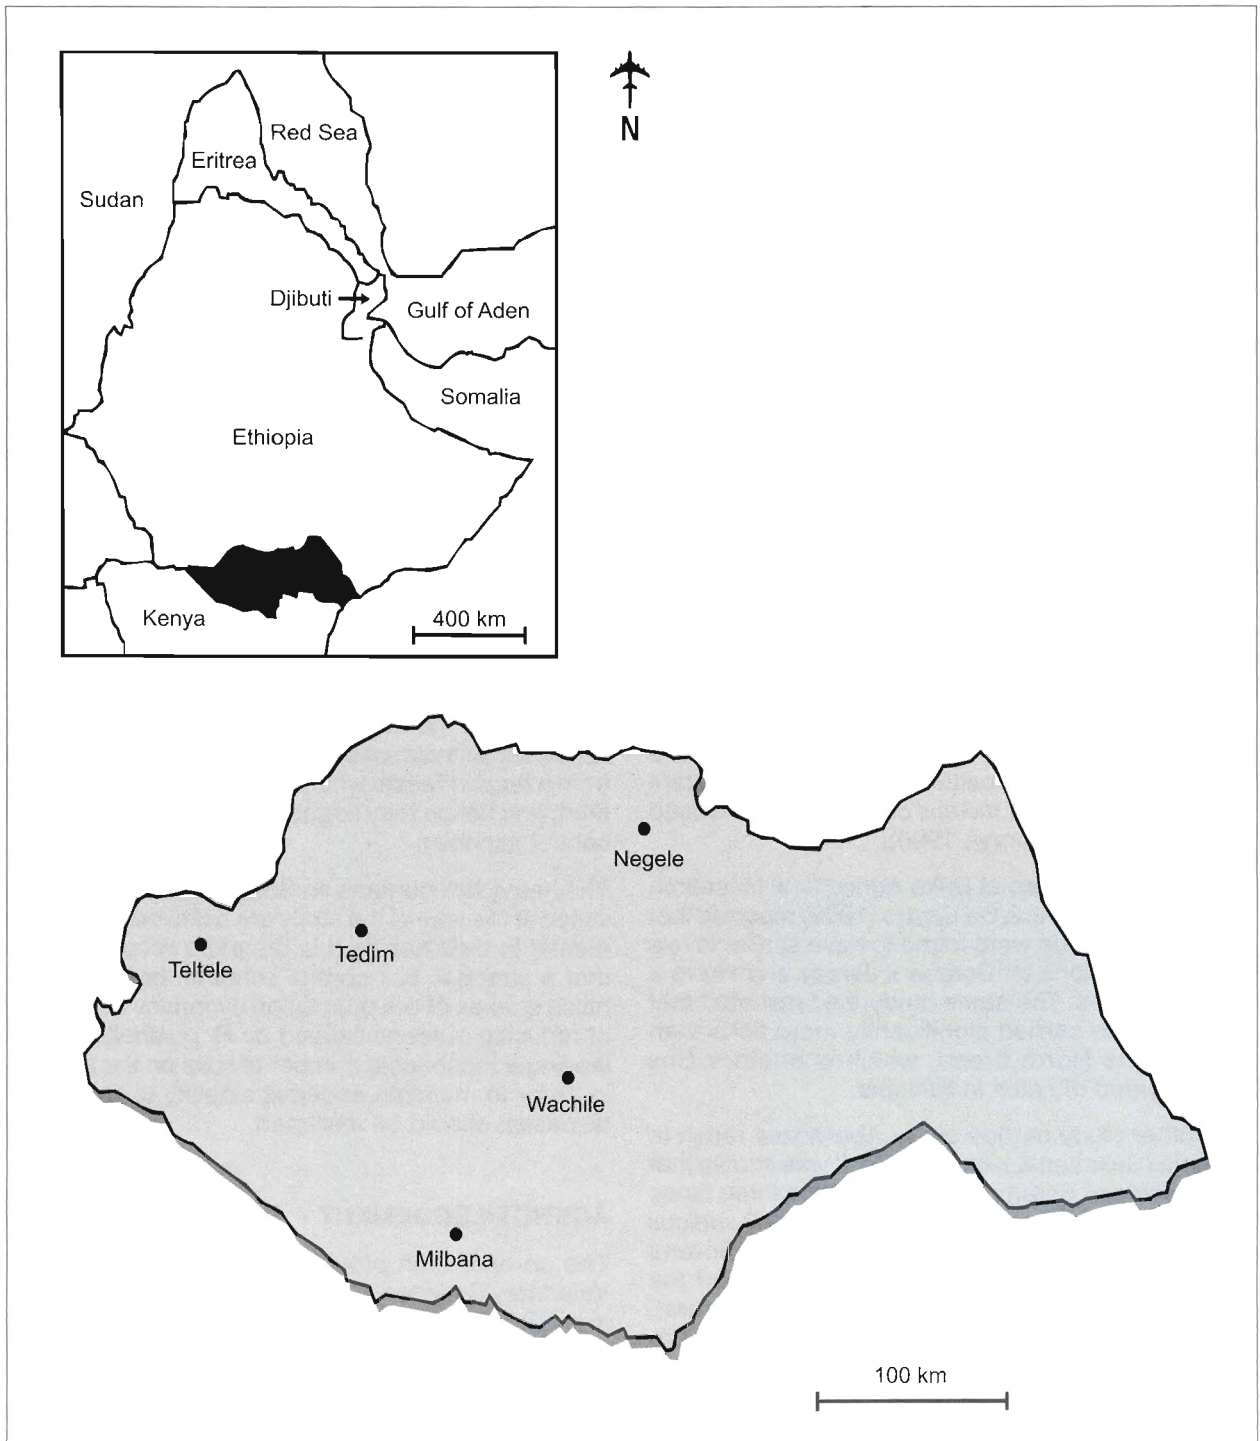 N
Red Sea
Eritrea
Sudan
Djibuti
Gulf of Aden
Somalia
Ethiopia
Kenya
400 km
Negele
Tedim
Teltele
Wachile
Milbana
100 km